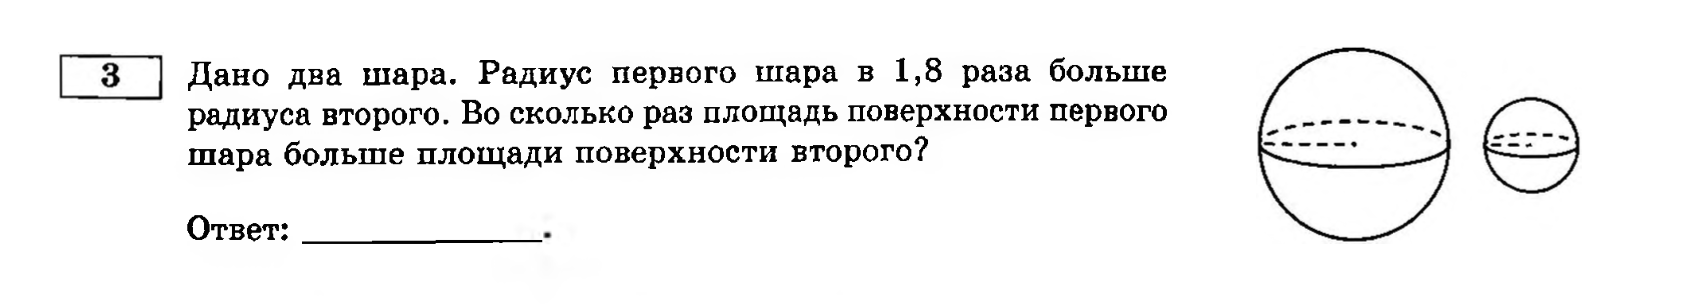 3
Дано два шара. Радиус первого шара в 1,8 раза больше
радиуса второго. Во сколько раз площадь поверхности первого
шара больше площади поверхности второго?
Ответ: ____________.